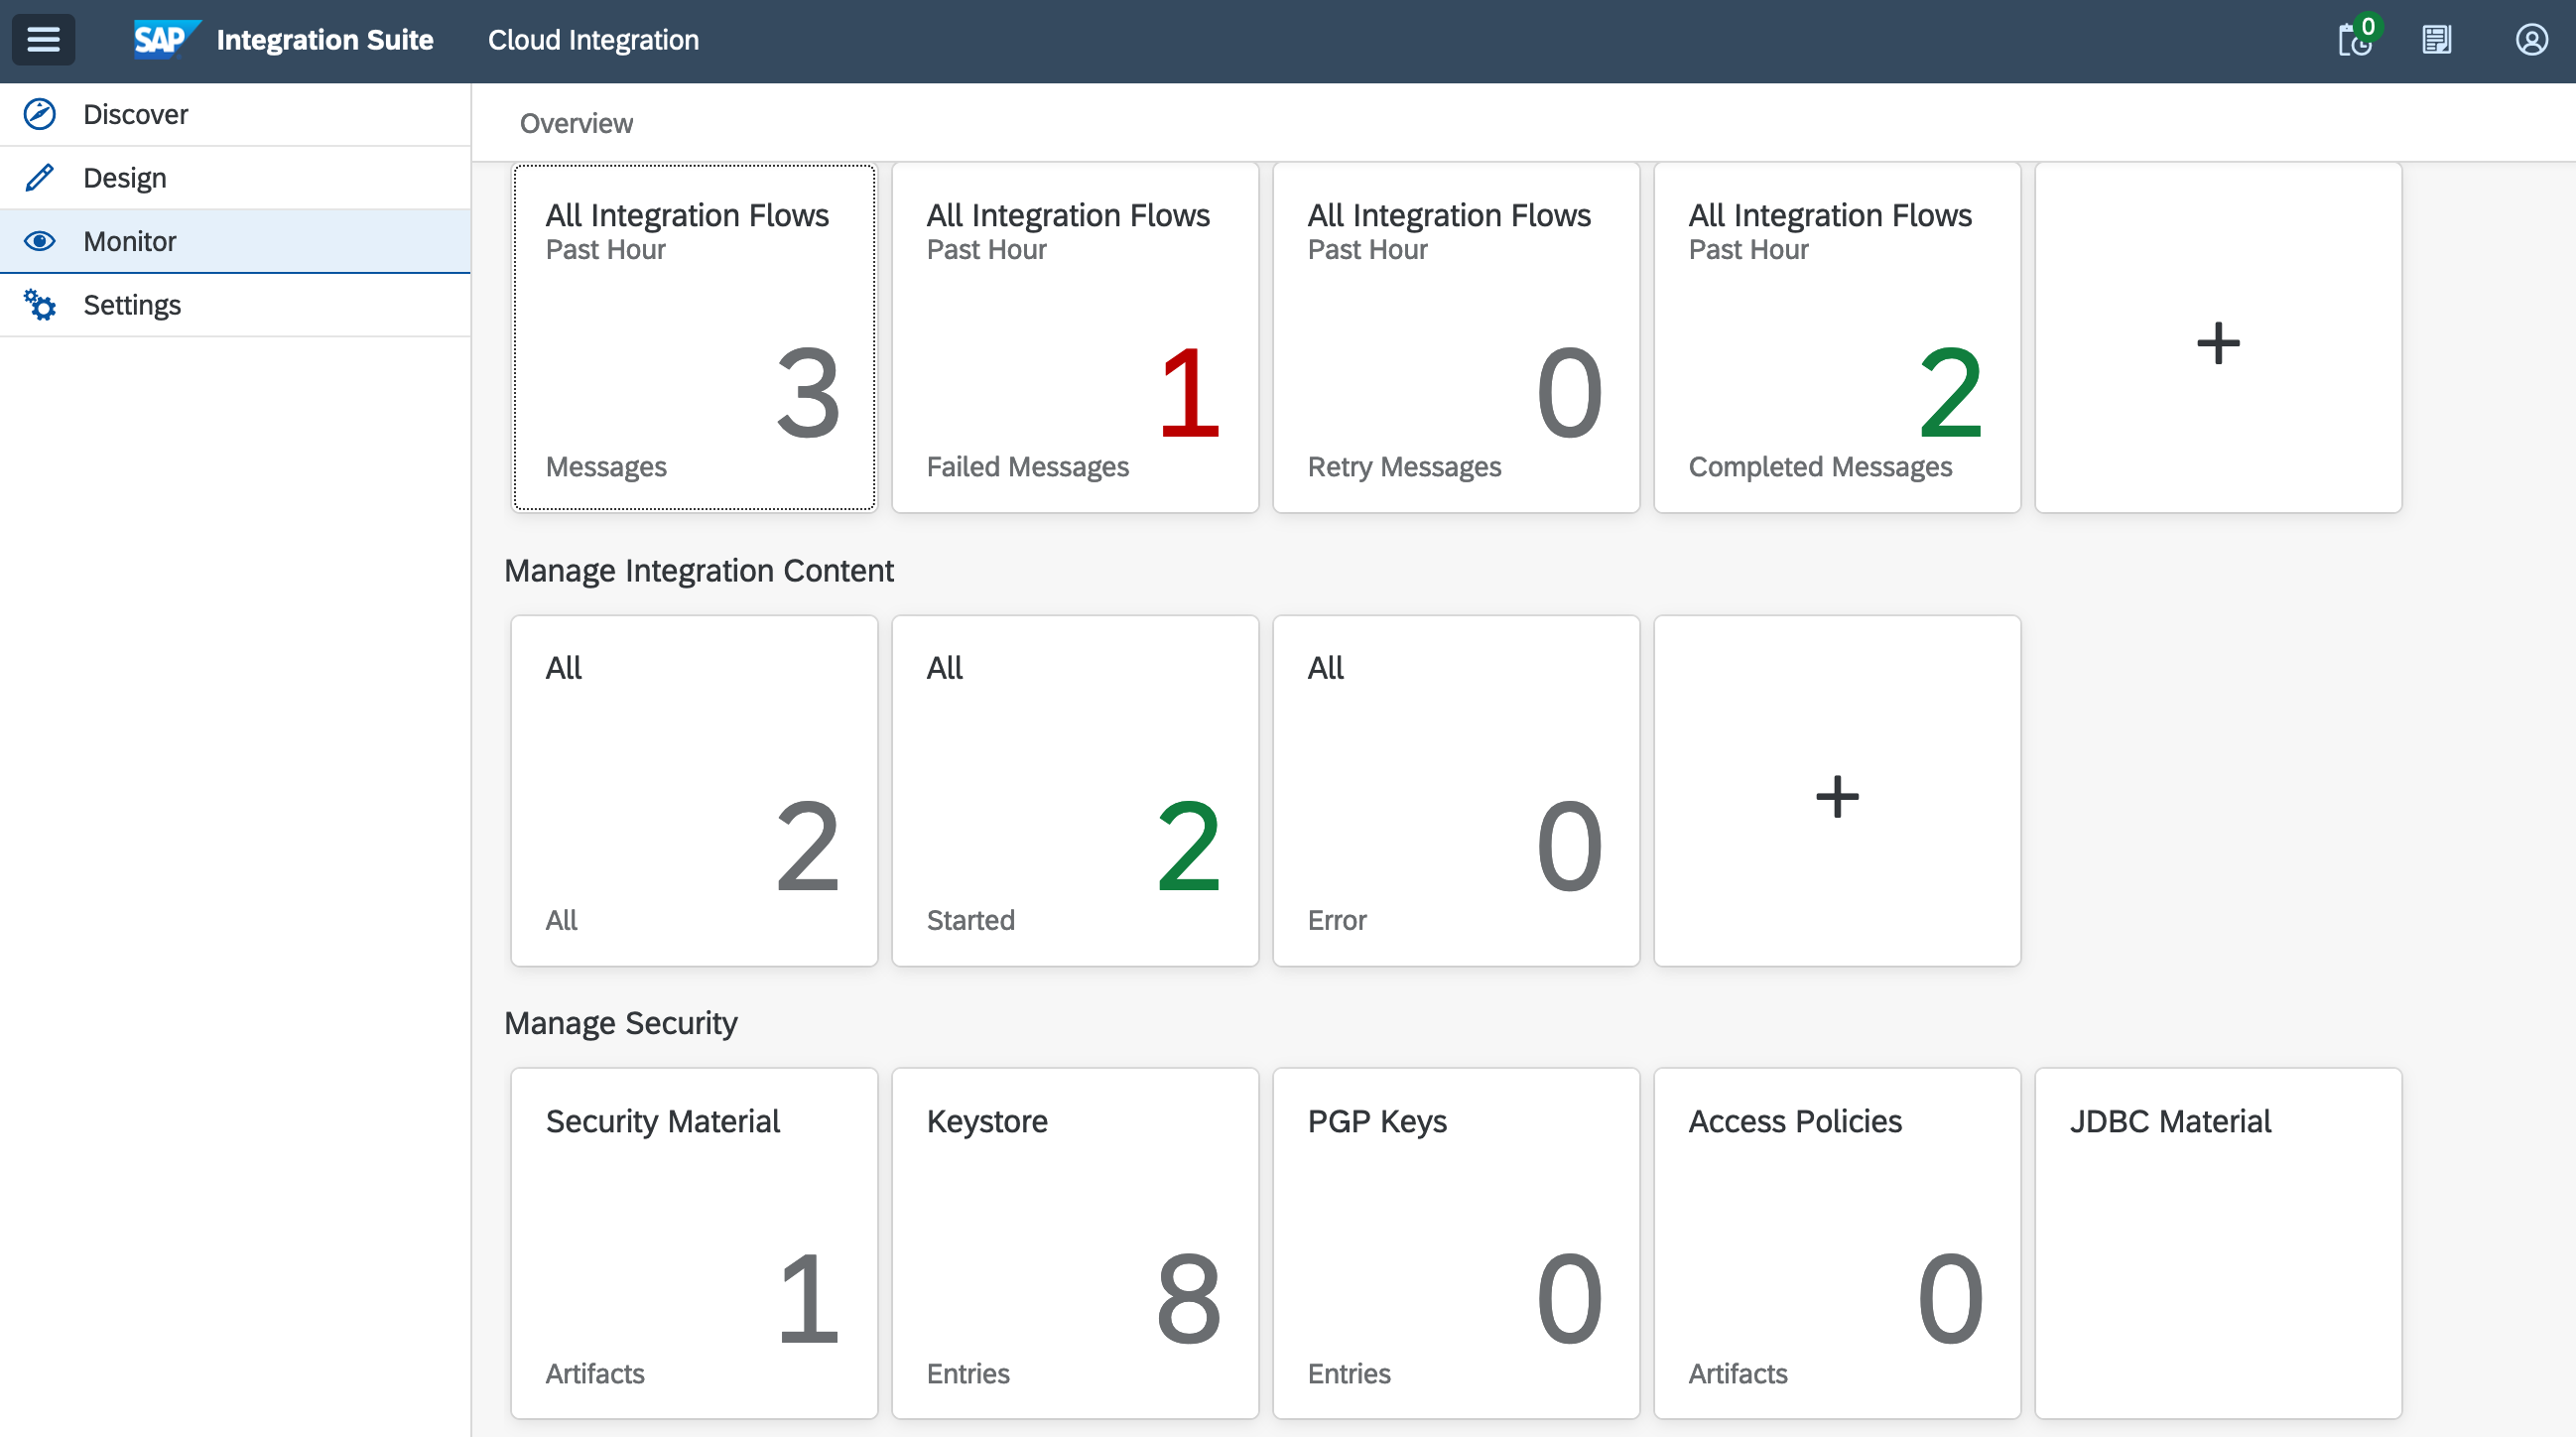 SAP Integration Suite Cloud Integration 0
Discover
Design
Monitor
Settings
Overview
All Integration Flows
Past Hour
3
Messages
All Integration Flows
Past Hour
1
Failed Messages
All Integration Flows
Past Hour
0
Retry Messages
All Integration Flows
Past Hour
2
Completed Messages
+
Manage Integration Content
All
2
All
All
2
Started
All
0
Error
+
Manage Security
Security Material
1
Artifacts
Keystore
8
Entries
PGP Keys
0
Entries
Access Policies
0
Artifacts
JDBC Material